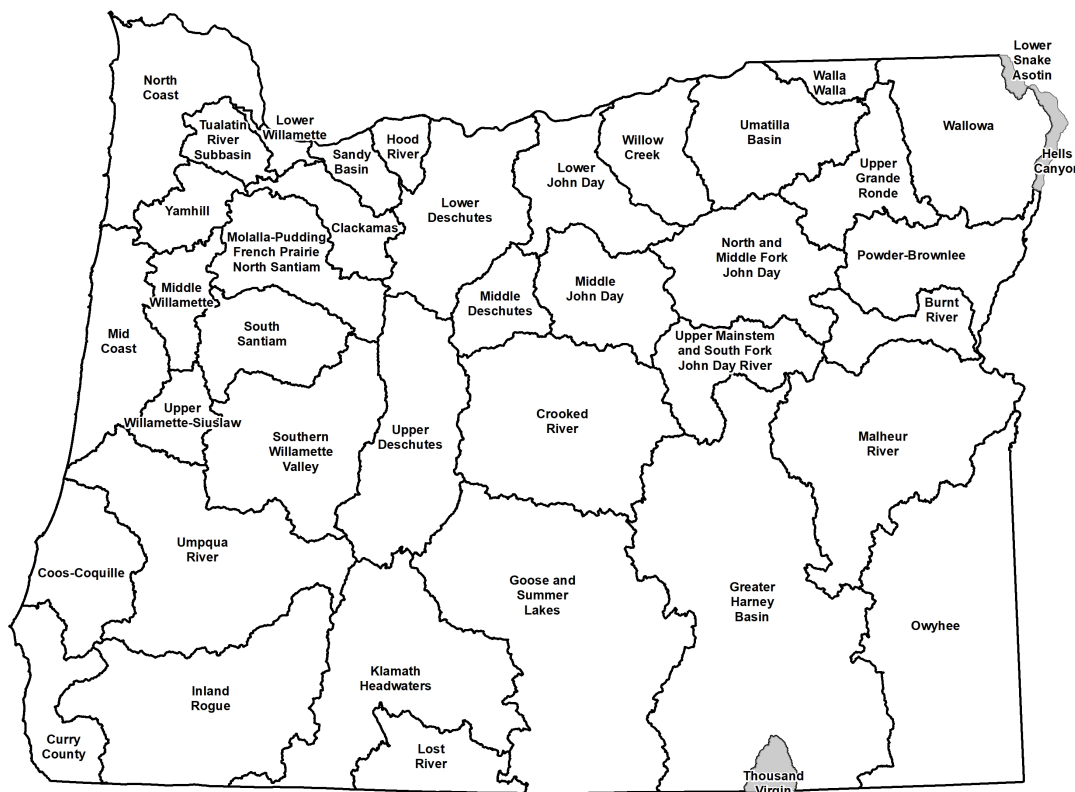 North
Coast
Tualatin
River
Subbasin
Lower
Willamette
Sandy
Basin
Hood
River
Lower
Deschutes
Lower
John Day
Willow
Creek
Umatilla
Basin
Walla
Walla
Upper
Grande
Ronde
Wallowa
Lower
Snake
Asotin
Hells
Canyon
Yamhill
Molalla-Pudding
French Prairie
North Santiam
Clackamas
Middle
Willamette
South
Santiam
Mid
Coast
Middle
Deschutes
Middle
John Day
North and
Middle Fork
John Day
Powder-Brownlee
Burnt
River
Upper Mainstem
and South Fork
John Day River
Upper
Willamette-Siuslaw
Southern
Willamette
Valley
Upper
Deschutes
Crooked
River
Malheur
River
Coos-Coquille
Umpqua
River
Goose and
Summer
Lakes
Greater
Harney
Basin
Owyhee
Curry
County
Inland
Rogue
Klamath
Headwaters
Lost
River
Thousand
Virgin